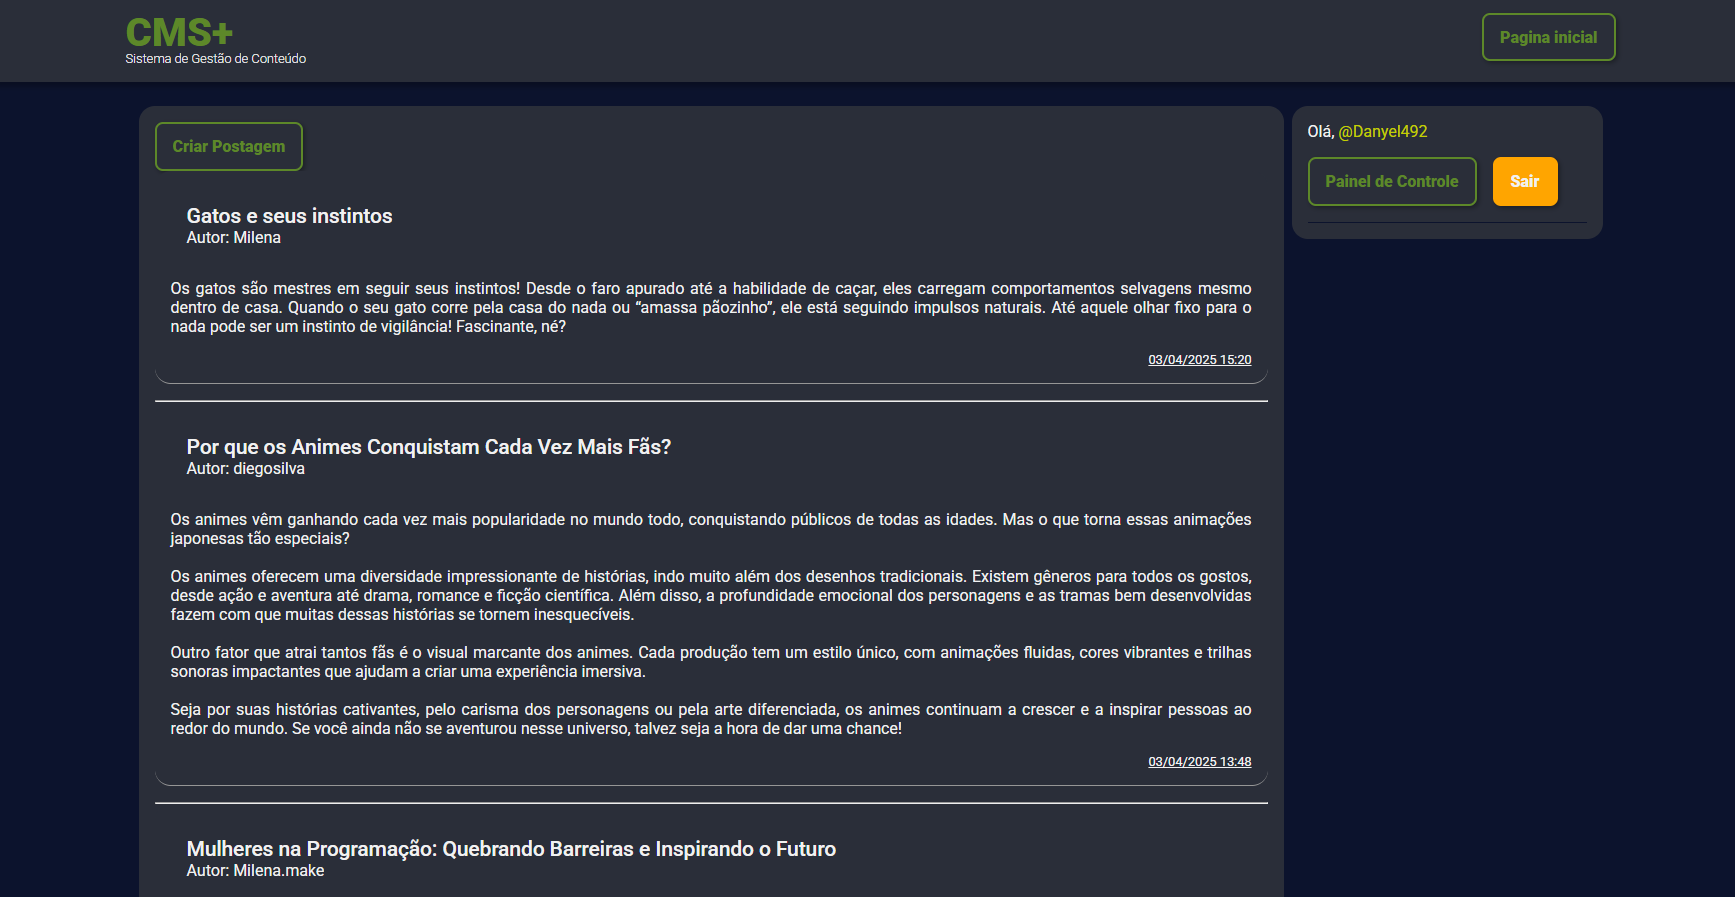 CMS+
Sistema de Gestão de Conteúdo
Pagina inicial
Criar Postagem
Gatos e seus instintos
Autor: Milena
Os gatos são mestres em seguir seus instintos! Desde o faro apurado até a habilidade de caçar, eles carregam comportamentos selvagens mesmo
dentro de casa. Quando o seu gato corre pela casa do nada ou “amassa pãozinho”, ele está seguindo impulsos naturais. Até aquele olhar fixo para o
nada pode ser um instinto de vigilância! Fascinante, né?
03/04/2025 15:20
Por que os Animes Conquistam Cada Vez Mais Fãs?
Autor: diegosilva
Os animes vêm ganhando cada vez mais popularidade no mundo todo, conquistando públicos de todas as idades. Mas o que torna essas animações
japonesas tão especiais?
Os animes oferecem uma diversidade impressionante de histórias, indo muito além dos desenhos tradicionais. Existem gêneros para todos os gostos,
desde ação e aventura até drama, romance e ficção científica. Além disso, a profundidade emocional dos personagens e as tramas bem desenvolvidas
fazem com que muitas dessas histórias se tornem inesquecíveis.
Outro fator que atrai tantos fãs é o visual marcante dos animes. Cada produção tem um estilo único, com animações fluidas, cores vibrantes e trilhas
sonoras impactantes que ajudam a criar uma experiência imersiva.
Seja por suas histórias cativantes, pelo carisma dos personagens ou pela arte diferenciada, os animes continuam a crescer e a inspirar pessoas ao
redor do mundo. Se você ainda não se aventurou nesse universo, talvez seja a hora de dar uma chance!
03/04/2025 13:48
Mulheres na Programação: Quebrando Barreiras e Inspirando o Futuro
Autor: Milena.make
Olá, @Danyel492
Painel de Controle
Sair